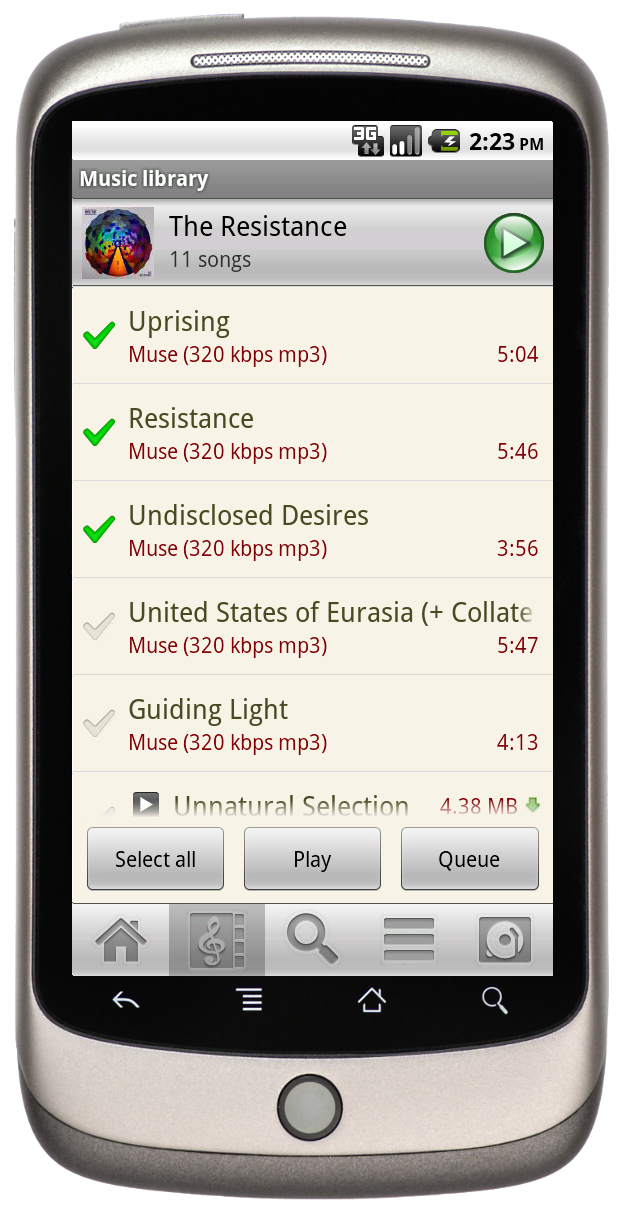 3G 2:23 PM
Music library
The Resistance
11 songs
Uprising
Muse (320 kbps mp3) 5:04
Resistance
Muse (320 kbps mp3) 5:46
Undisclosed Desires
Muse (320 kbps mp3) 3:56
United States of Eurasia (+ Collate
Muse (320 kbps mp3) 5:47
Guiding Light
Muse (320 kbps mp3) 4:13
Unnatural Selection 4.38 MB
Select all Play Queue